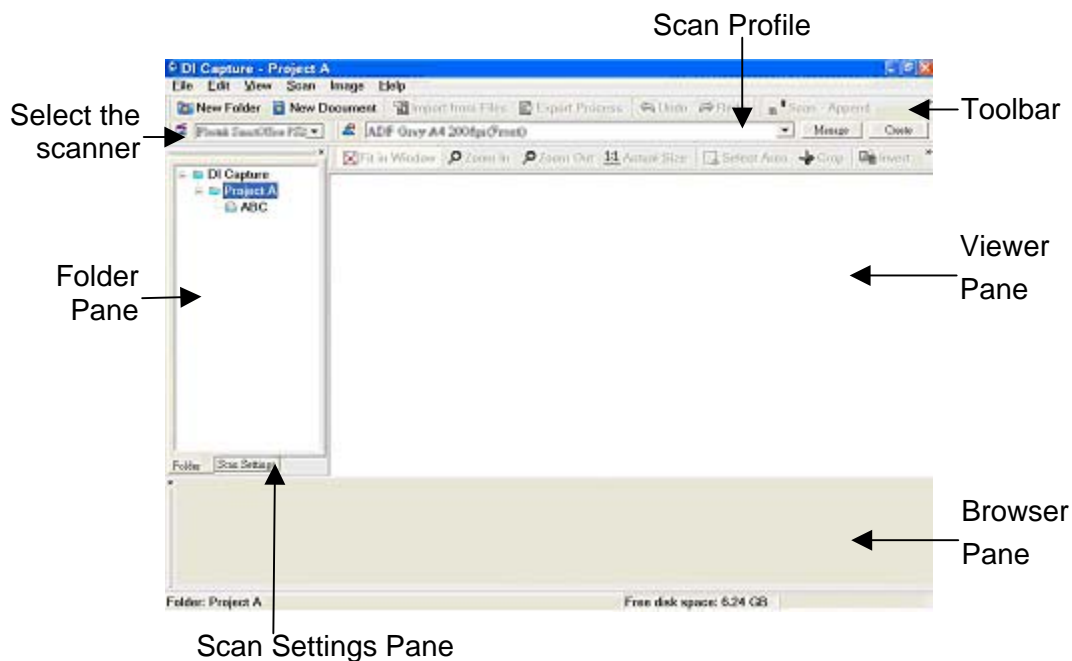 Scan Profile
DI Capture - Project A
File Edit View Scan Image Help
New Folder New Document Import from Files Export Process Undo Redo Scan - Append
Toolbar
Select the
scanner
ADF Gray A4 200dpi(Front)
Manage Create
Fit in Window Zoom In Zoom Out 1:1 Actual Size Select Area Crop Invert
DI Capture
Project A
ABC
Folder
Pane
Viewer
Pane
Folder Scan Settings
Browser
Pane
Folder: Project A Free disk space: 6.24 GB
Scan Settings Pane